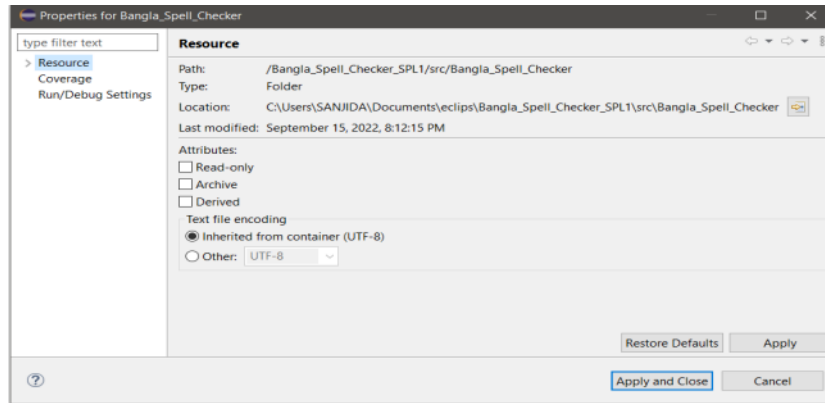 Properties for Bangla_Spell_Checker
type filter text
Resource
Coverage
Run/Debug Settings
Resource
Path: /Bangla_Spell_Checker_SPL1/src/Bangla_Spell_Checker
Type: Folder
Location: C:\Users\SANJIDA\Documents\eclips\Bangla_Spell_Checker_SPL1\src\Bangla_Spell_Checker
Last modified: September 15, 2022, 8:12:15 PM
Attributes:
Read-only
Archive
Derived
Text file encoding
Inherited from container (UTF-8)
Other: UTF-8
Restore Defaults Apply
Apply and Close Cancel